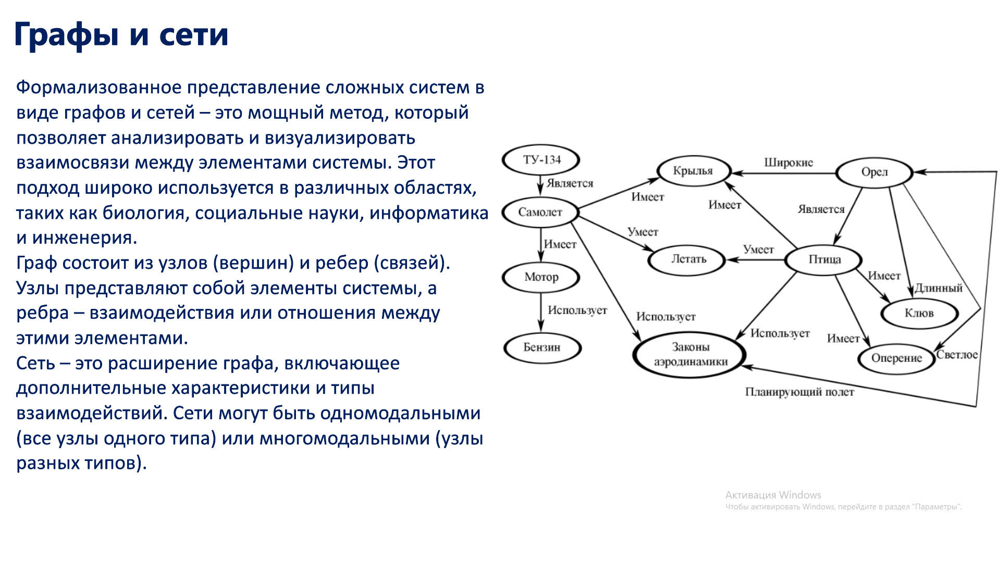 Графы и сети
Формализованное представление сложных систем в
виде графов и сетей – это мощный метод, который
позволяет анализировать и визуализировать
взаимосвязи между элементами системы. Этот
подход широко используется в различных областях,
таких как биология, социальные науки, информатика
и инженерия.
Граф состоит из узлов (вершин) и ребер (связей).
Узлы представляют собой элементы системы, а
ребра – взаимодействия или отношения между
этими элементами.
Сеть – это расширение графа, включающее
дополнительные характеристики и типы
взаимодействий. Сети могут быть одномодальными
(все узлы одного типа) или многомодальными (узлы
разных типов).
ТУ-134
Крылья
Широкие
Орел
Является
Имеет
Имеет
Является
Самолет
Умеет
Имеет
Умеет
Летать
Птица
Мотор
Имеет
Длинный
Использует
Использует
Клюв
Использует
Имеет
Бензин
Законы
аэродинамики
Оперение
Светлое
Планирующий полет
Активация Windows
Чтобы активировать Windows, перейдите в раздел "Параметры".